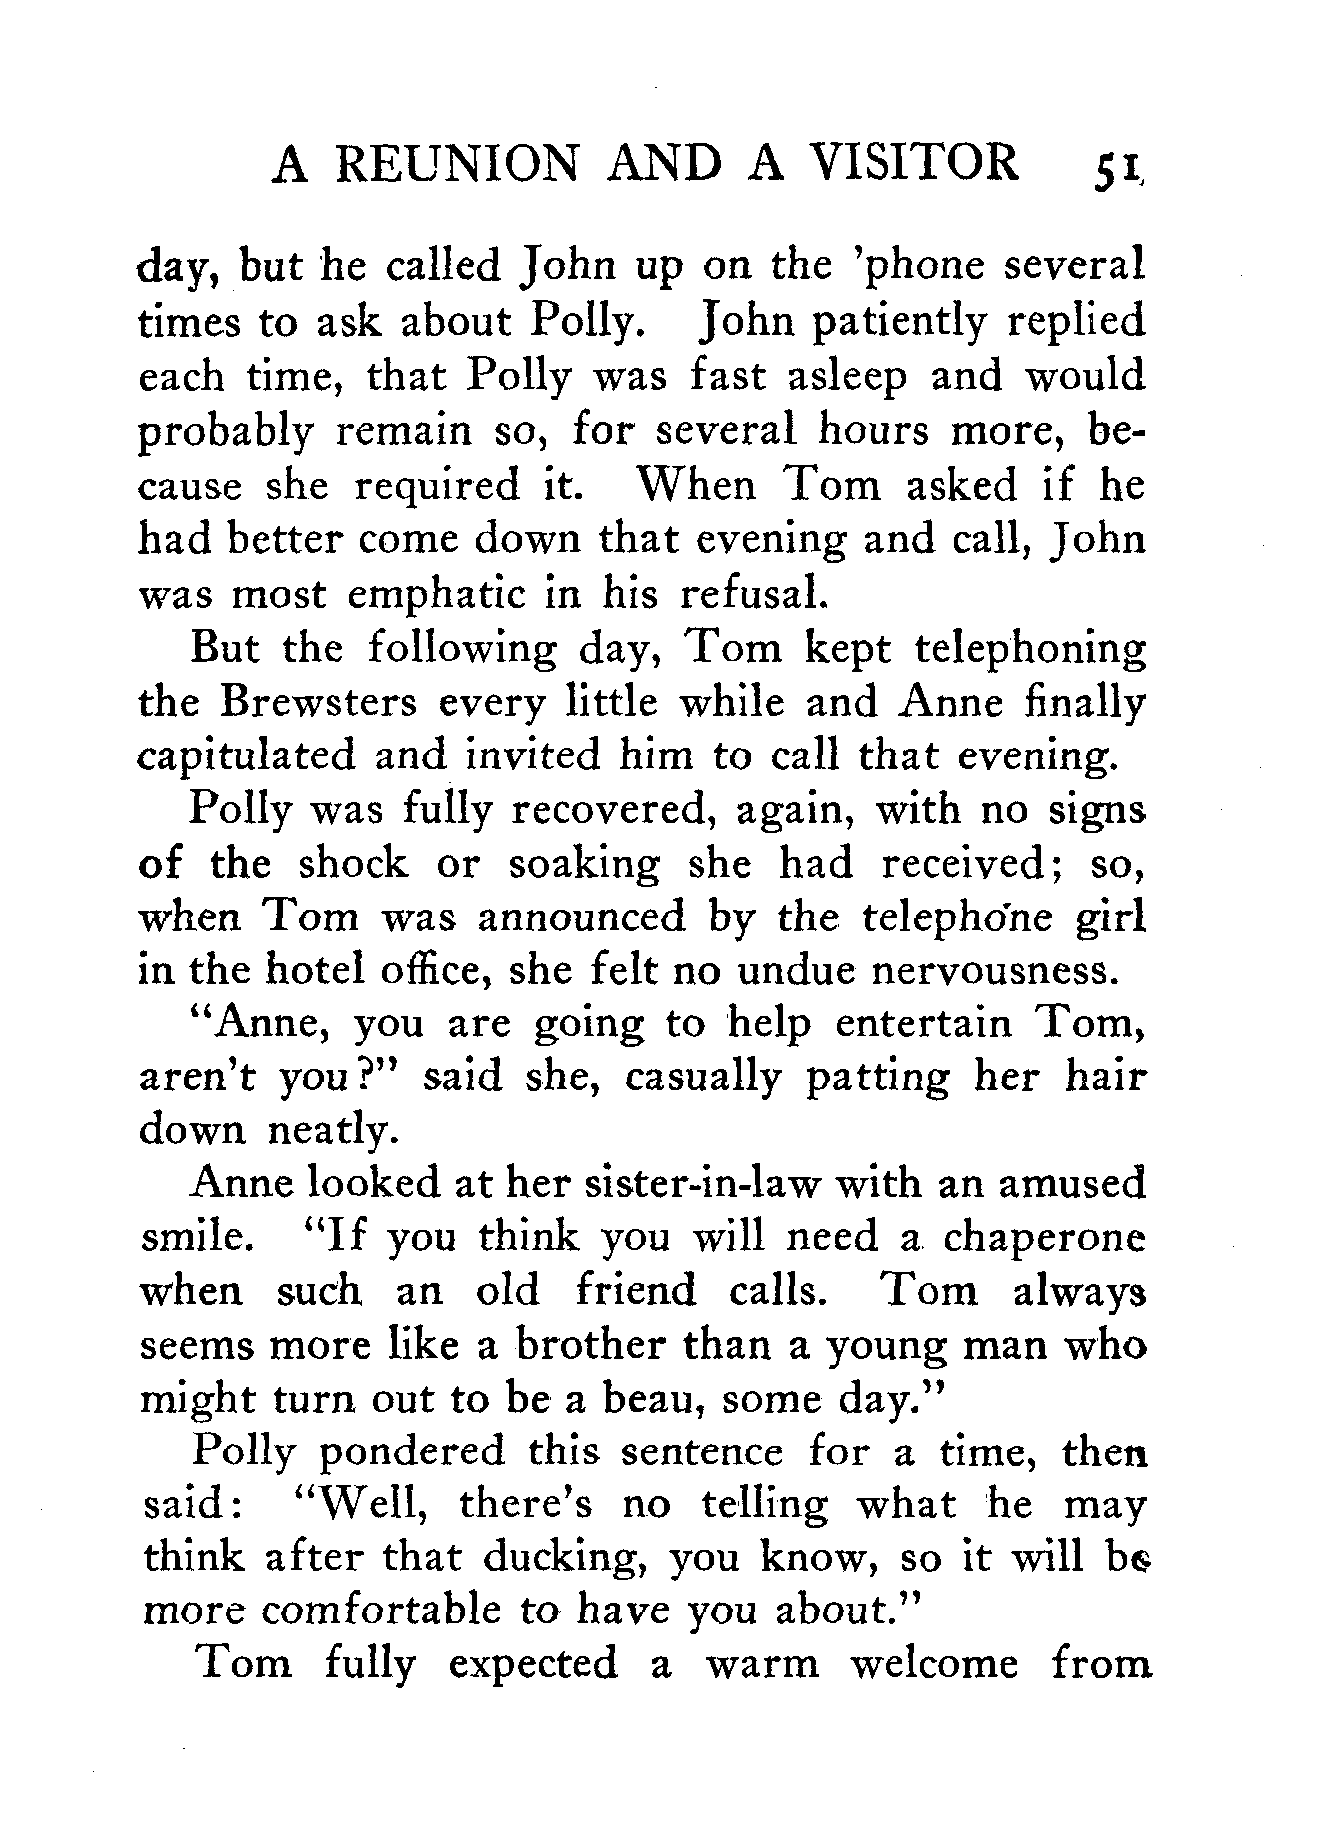 A REUNION AND A VISITOR 51
day, but he called John up on the 'phone several
times to ask about Polly. John patiently replied
each time, that Polly was fast asleep and would
probably remain so, for several hours more, be-
cause she required it. When Tom asked if he
had better come down that evening and call, John
was most emphatic in his refusal.
But the following day, Tom kept telephoning
the Brewsters every little while and Anne finally
capitulated and invited him to call that evening.
Polly was fully recovered, again, with no signs
of the shock or soaking she had received; so,
when Tom was announced by the telephone girl
in the hotel office, she felt no undue nervousness.
"Anne, you are going to help entertain Tom,
aren't you?" said she, casually patting her hair
down neatly.
Anne looked at her sister-in-law with an amused
smile. "If you think you will need a chaperone
when such an old friend calls. Tom always
seems more like a brother than a young man who
might turn out to be a beau, some day."
Polly pondered this sentence for a time, then
said: "Well, there's no telling what he may
think after that ducking, you know, so it will be
more comfortable to have you about."
Tom fully expected a warm welcome from